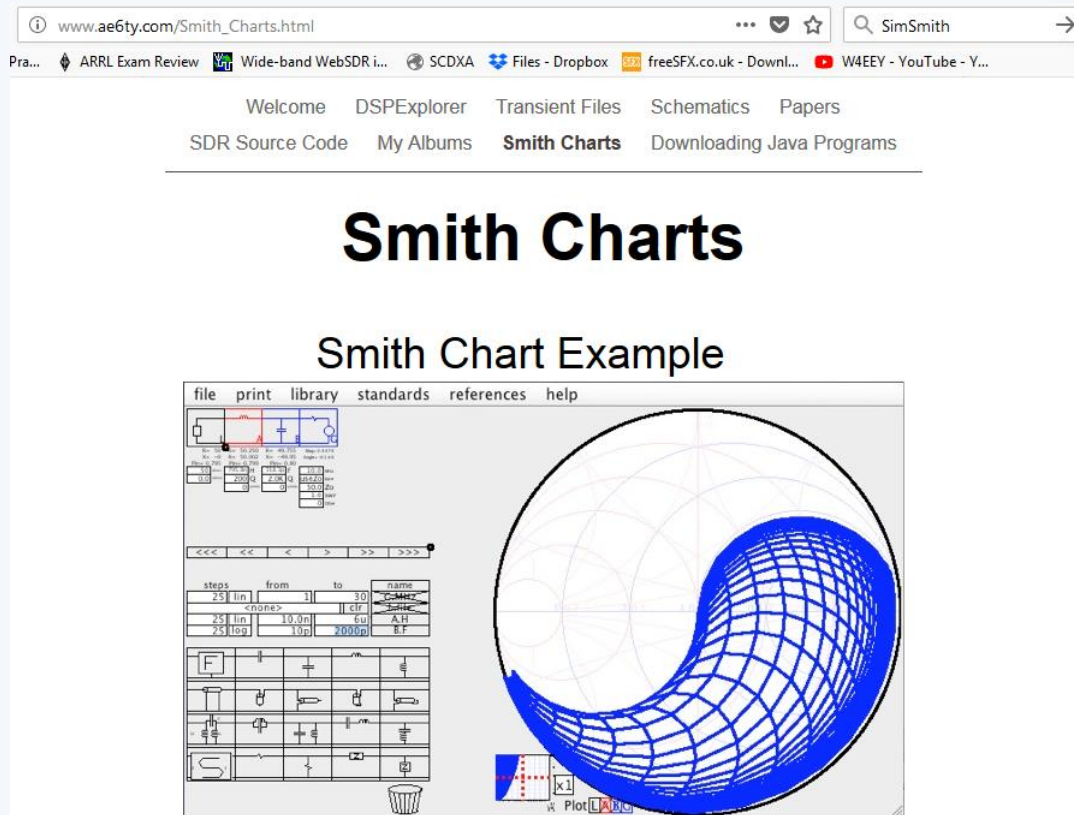 www.ae6ty.com/Smith_Charts.html
SimSmith
Pra... ARRL Exam Review Wide-band WebSDR i... SCDXA Files - Dropbox freeSFX.co.uk - Downl... W4EEY - YouTube - Y...
Welcome DSPExplorer Transient Files Schematics Papers
SDR Source Code My Albums Smith Charts Downloading Java Programs
Smith Charts
Smith Chart Example
file print library standards references help
<<< << < > >> >>>
steps from to name
25 lin 1 30
<none> clr
25 lin 10.0n 6u A.H
25 log 10p 2000p B.F
F
S
Z
Z
x1
Plot L A B G